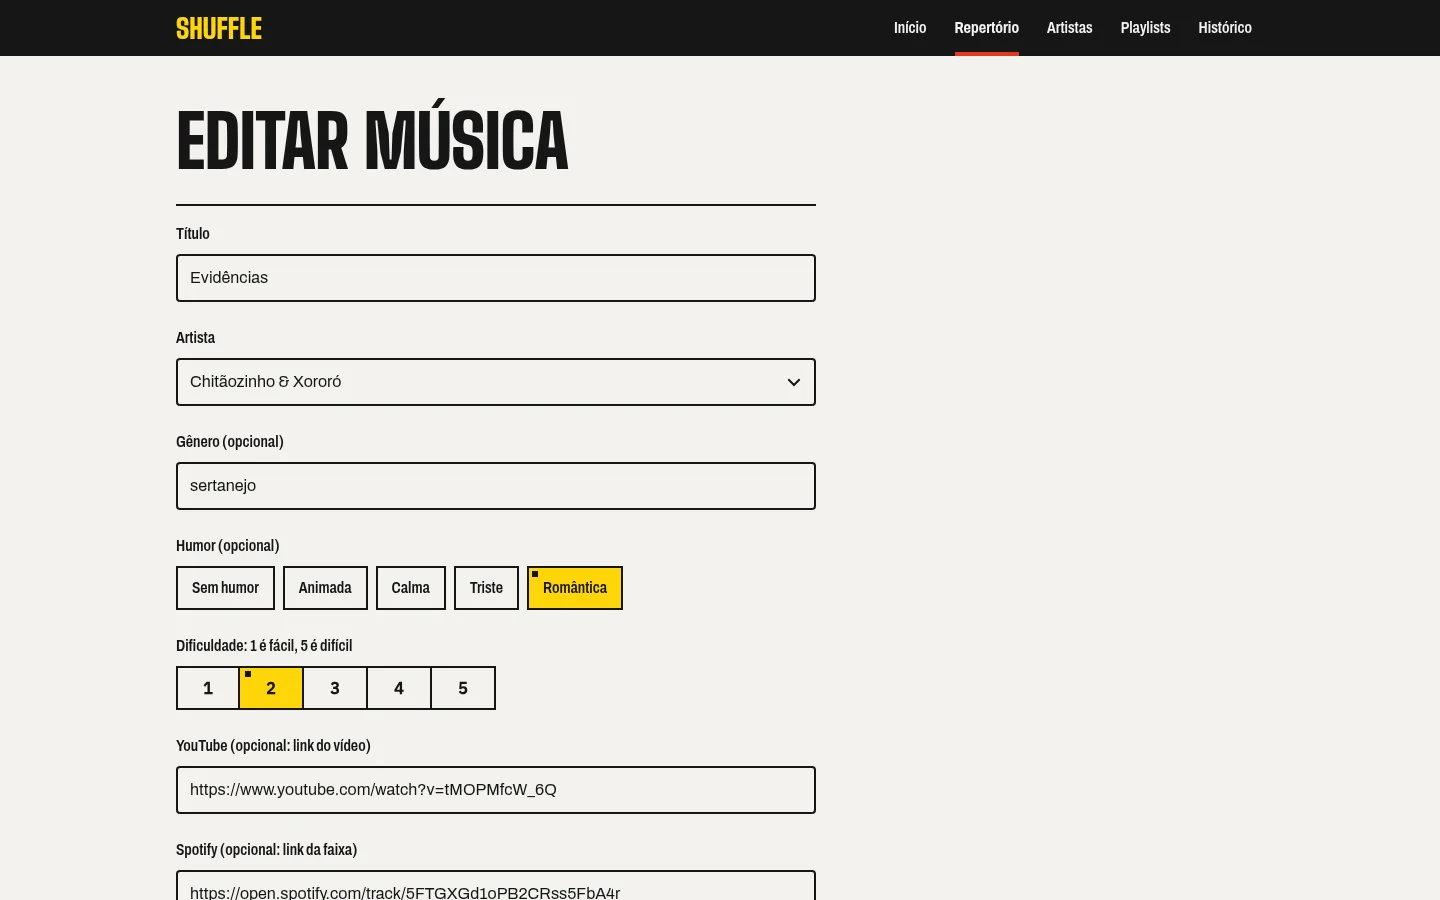 SHUFFLE
Início Repertório Artistas Playlists Histórico
EDITAR MÚSICA
Título
Evidências
Artista
Chitãozinho & Xororó
Gênero (opcional)
sertanejo
Humor (opcional)
Sem humor Animada Calma Triste Romântica
Dificuldade: 1 é fácil, 5 é difícil
1 2 3 4 5
YouTube (opcional: link do vídeo)
https://www.youtube.com/watch?v=tMOPMfcW_6Q
Spotify (opcional: link da faixa)
https://open.spotify.com/track/5FTGXGd1oPB2CRss5FbA4r